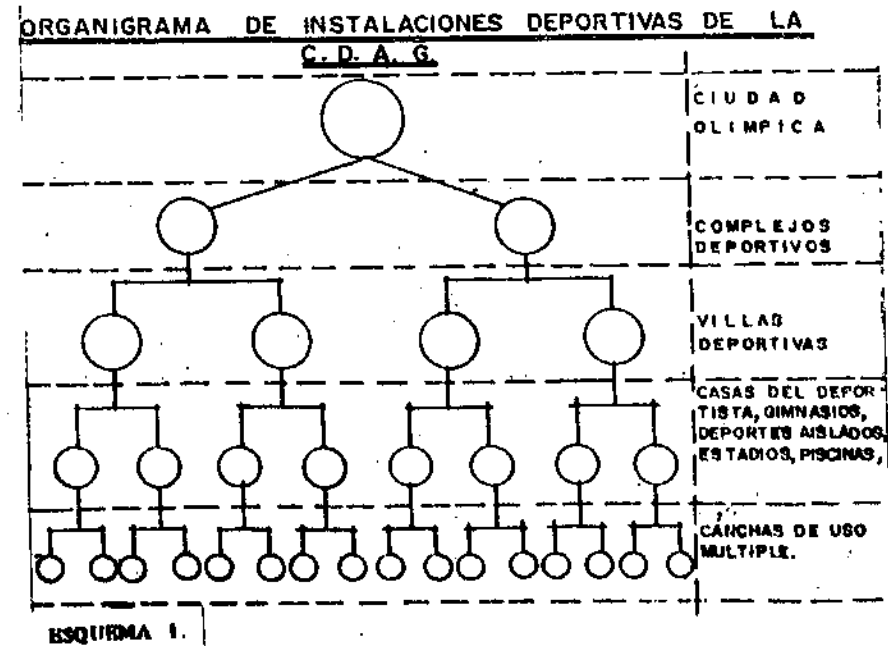 ORGANIGRAMA DE INSTALACIONES DEPORTIVAS DE LA
C. D. A. G.
CIUDAD
OLIMPICA
COMPLEJOS
DEPORTIVOS
VILLAS
DEPORTIVAS
CASAS DEL DEPOR-
TISTA, GIMNASIOS,
DEPORTES AISLADOS,
ESTADIOS, PISCINAS,
CANCHAS DE USO
MULTIPLE.
ESQUEMA 1.